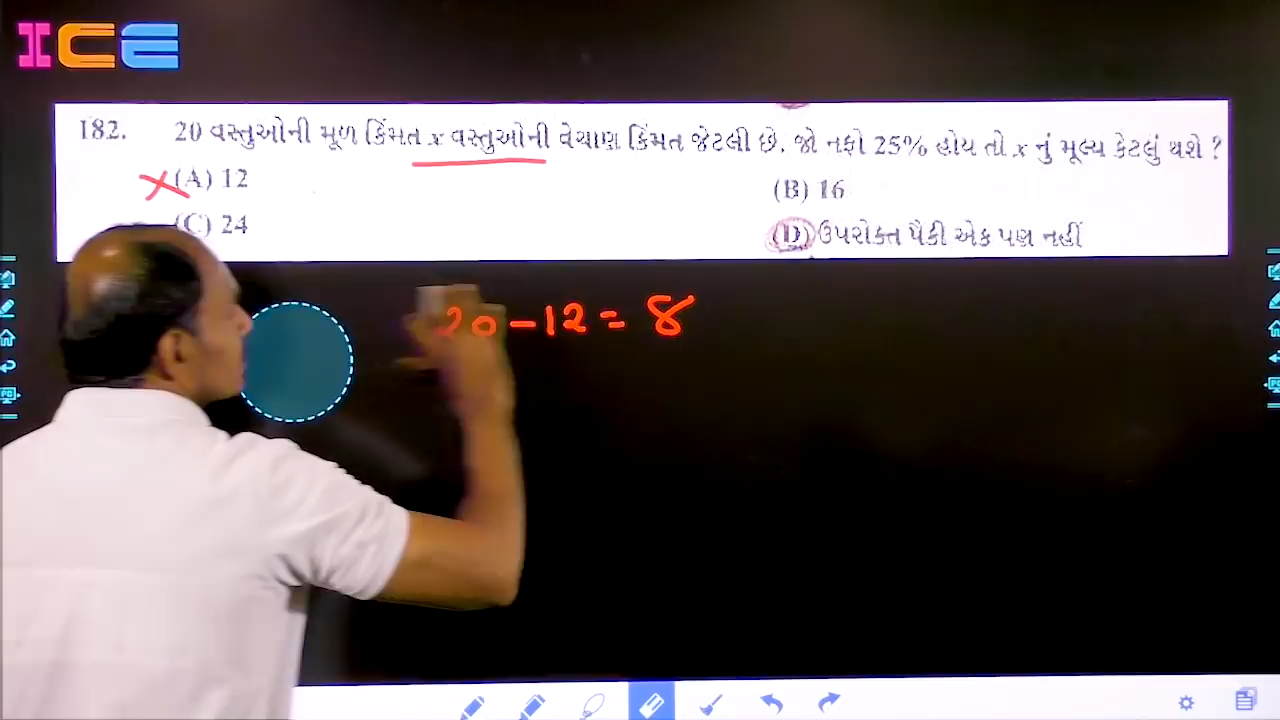 ICE
182. 20 વસ્તુઓની મૂળ કિંમત x વસ્તુઓની વેચાણ કિંમત જેટલી છે. જો નફો 25% હોય તો x નું મૂલ્ય કેટલું થશે ?
(A) 12 (B) 16
(C) 24 (D) ઉપરોક્ત પૈકી એક પણ નહીં
20 - 12 = 8